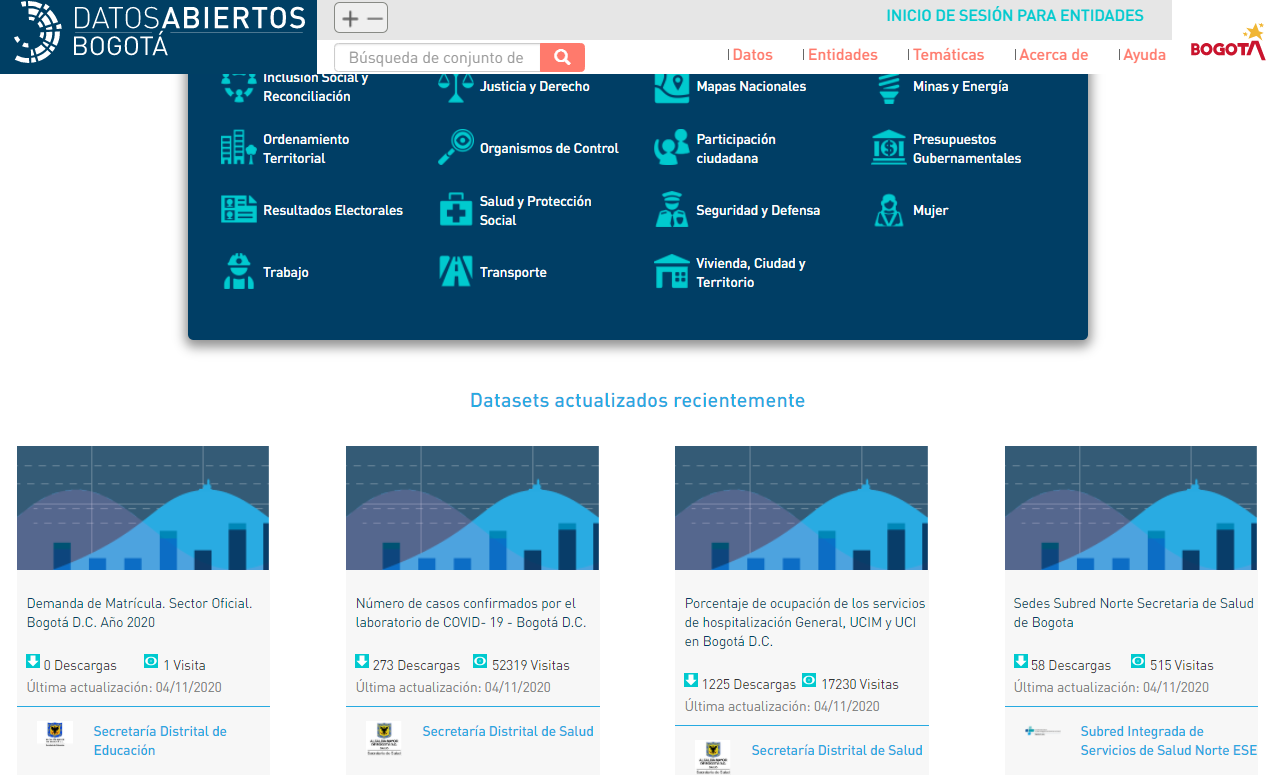 DATOSABIERTOS
BOGOTÁ
INICIO DE SESIÓN PARA ENTIDADES
Búsqueda de conjunto de
Datos
Entidades
Temáticas
Acerca de
Ayuda
BOGOTÁ
Inclusión Social y
Reconciliación
Justicia y Derecho
Mapas Nacionales
Minas y Energía
Ordenamiento
Territorial
Organismos de Control
Participación
ciudadana
Presupuestos
Gubernamentales
Resultados Electorales
Salud y Protección
Social
Seguridad y Defensa
Mujer
Trabajo
Transporte
Vivienda, Ciudad y
Territorio
Datasets actualizados recientemente
Demanda de Matrícula. Sector Oficial.
Bogotá D.C. Año 2020
0 Descargas 1 Visita
Última actualización: 04/11/2020
Secretaría Distrital de
Educación
Número de casos confirmados por el
laboratorio de COVID- 19 - Bogotá D.C.
273 Descargas 52319 Visitas
Última actualización: 04/11/2020
Secretaría Distrital de Salud
Porcentaje de ocupación de los servicios
de hospitalización General, UCIM y UCI
en Bogotá D.C.
1225 Descargas 17230 Visitas
Última actualización: 04/11/2020
Secretaría Distrital de Salud
Sedes Subred Norte Secretaria de Salud
de Bogota
58 Descargas 515 Visitas
Última actualización: 04/11/2020
Subred Integrada de
Servicios de Salud Norte ESE